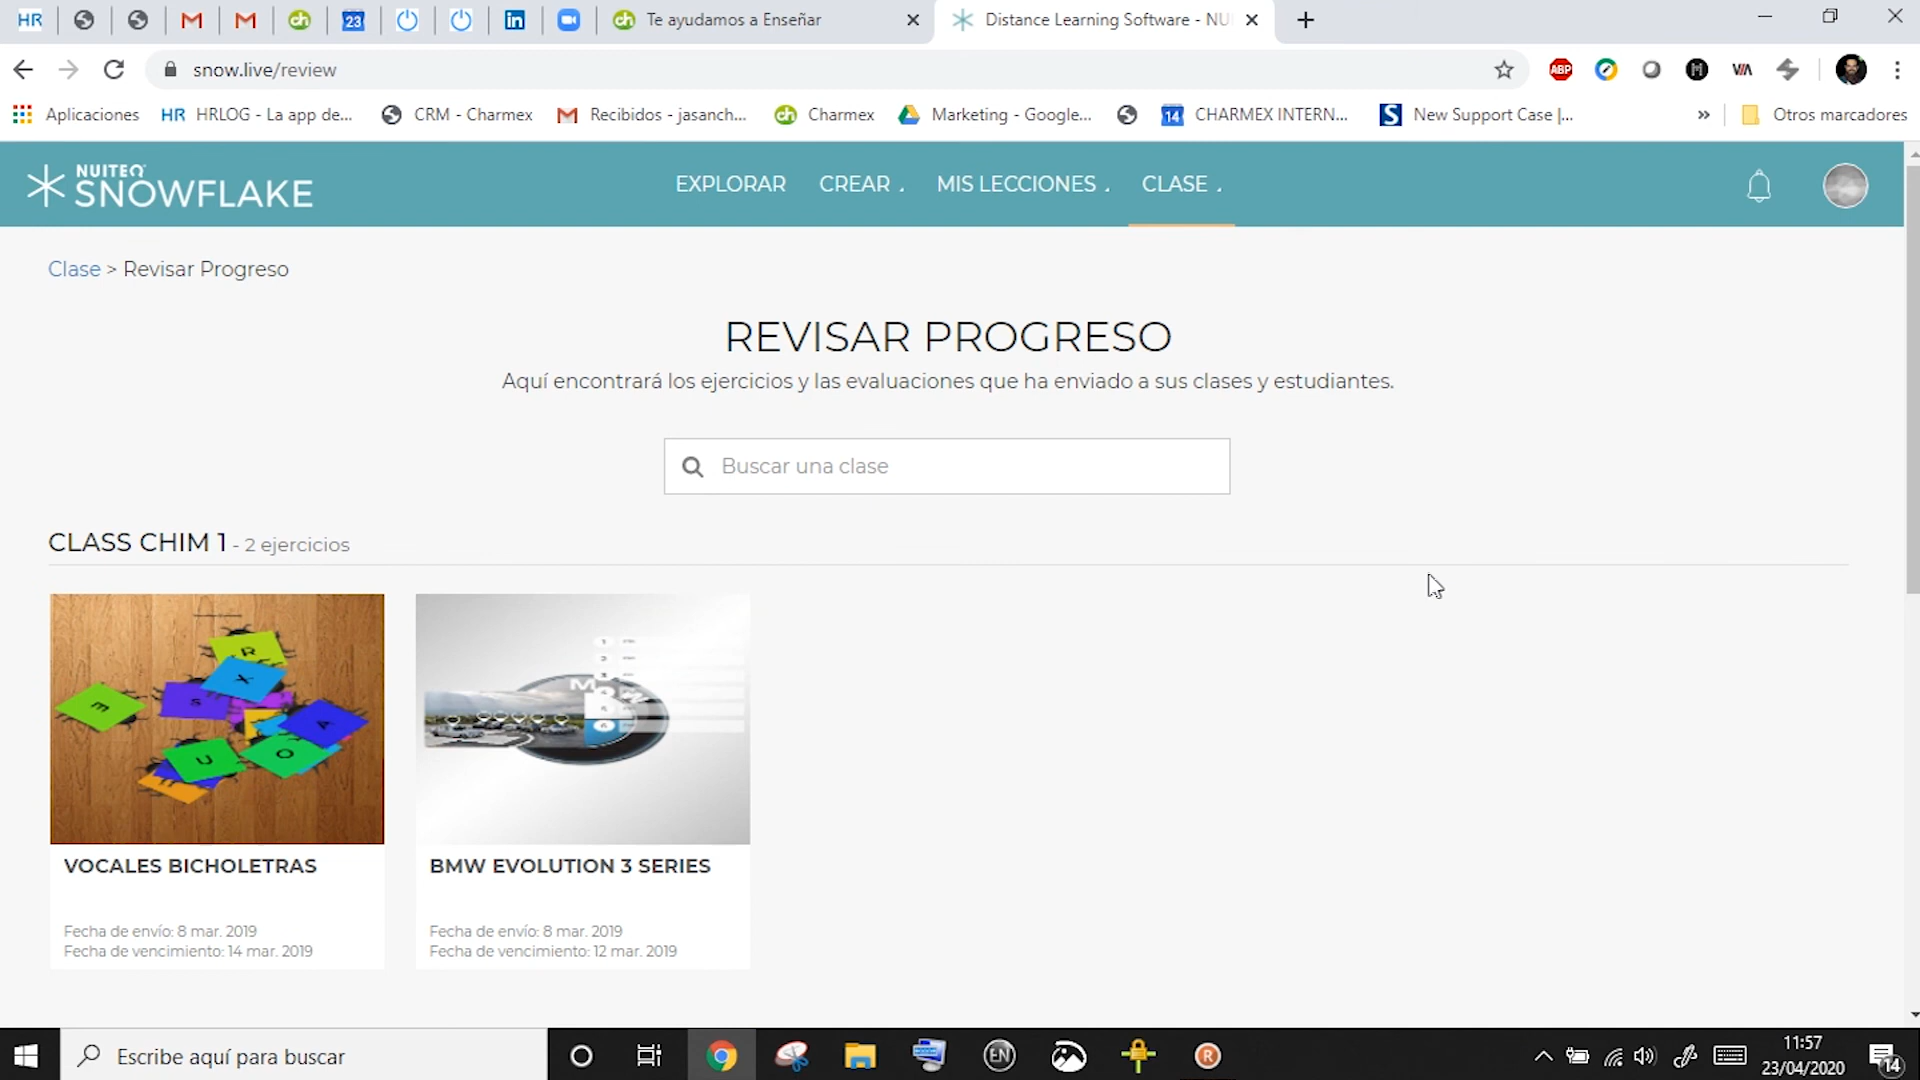 HR
23
Te ayudamos a Enseñar
Distance Learning Software - NU
snow.live/review
ABP
Aplicaciones
HR HRLOG - La app de...
CRM - Charmex
Recibidos - jasanch...
Charmex
Marketing - Google...
14 CHARMEX INTERN...
New Support Case |...
Otros marcadores
NUITEQ
SNOWFLAKE
EXPLORAR
CREAR
MIS LECCIONES
CLASE
Clase > Revisar Progreso
REVISAR PROGRESO
Aquí encontrará los ejercicios y las evaluaciones que ha enviado a sus clases y estudiantes.
Buscar una clase
CLASS CHIM 1 - 2 ejercicios
VOCALES BICHOLETRAS
Fecha de envío: 8 mar. 2019
Fecha de vencimiento: 14 mar. 2019
BMW EVOLUTION 3 SERIES
Fecha de envío: 8 mar. 2019
Fecha de vencimiento: 12 mar. 2019
Escribe aquí para buscar
EN
R
11:57
23/04/2020
14